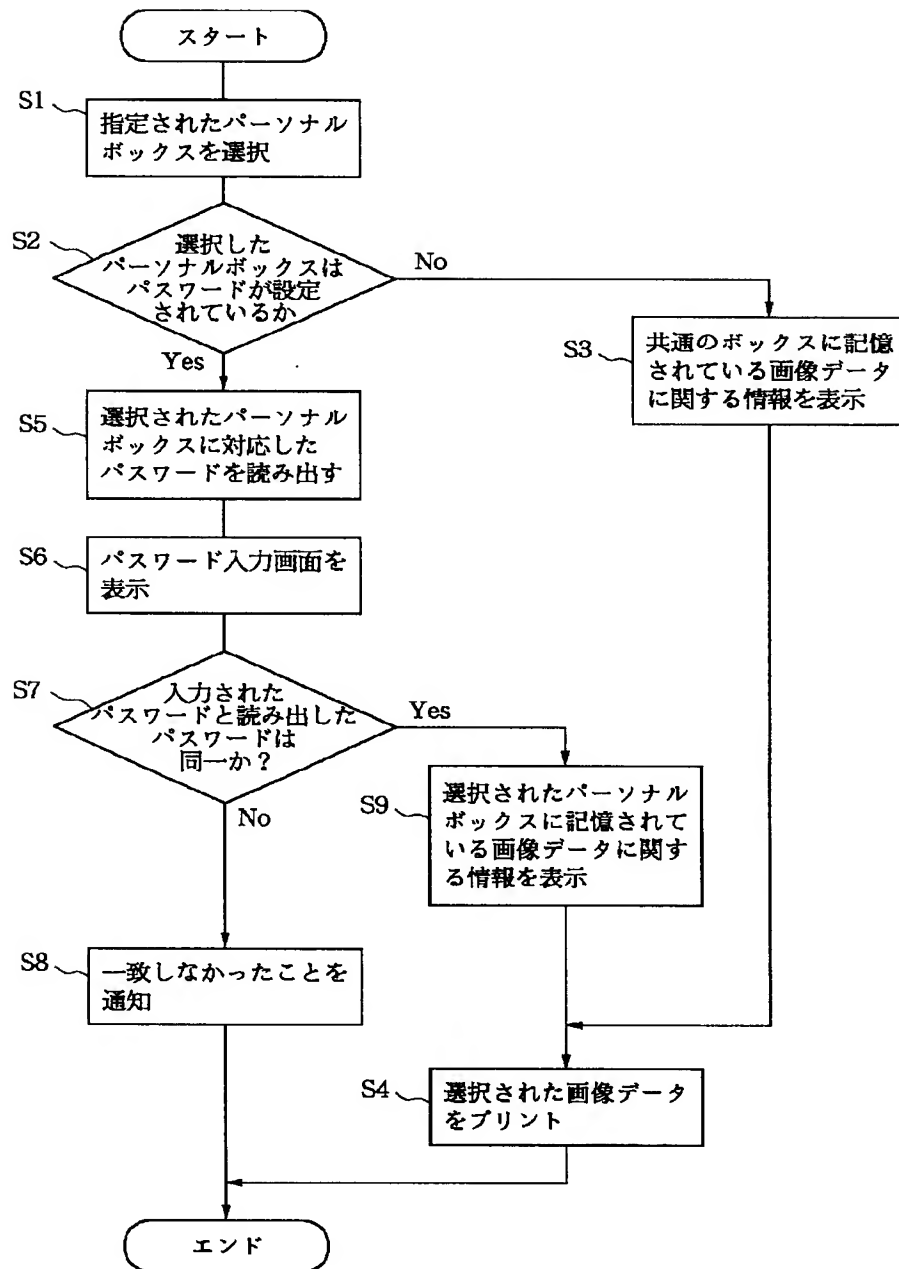 スタート
S1
指定されたパーソナル
ボックスを選択
S2
選択した
パーソナルボックスは
パスワードが設定
されているか
No
Yes
S3
共通のボックスに記憶
されている画像データ
に関する情報を表示
S5
選択されたパーソナル
ボックスに対応した
パスワードを読み出す
S6
パスワード入力画面を
表示
S7
入力された
パスワードと読み出した
パスワードは
同一か?
Yes
No
S9
選択されたパーソナル
ボックスに記憶されて
いる画像データに関す
る情報を表示
S8
一致しなかったことを
通知
S4
選択された画像データ
をプリント
エンド